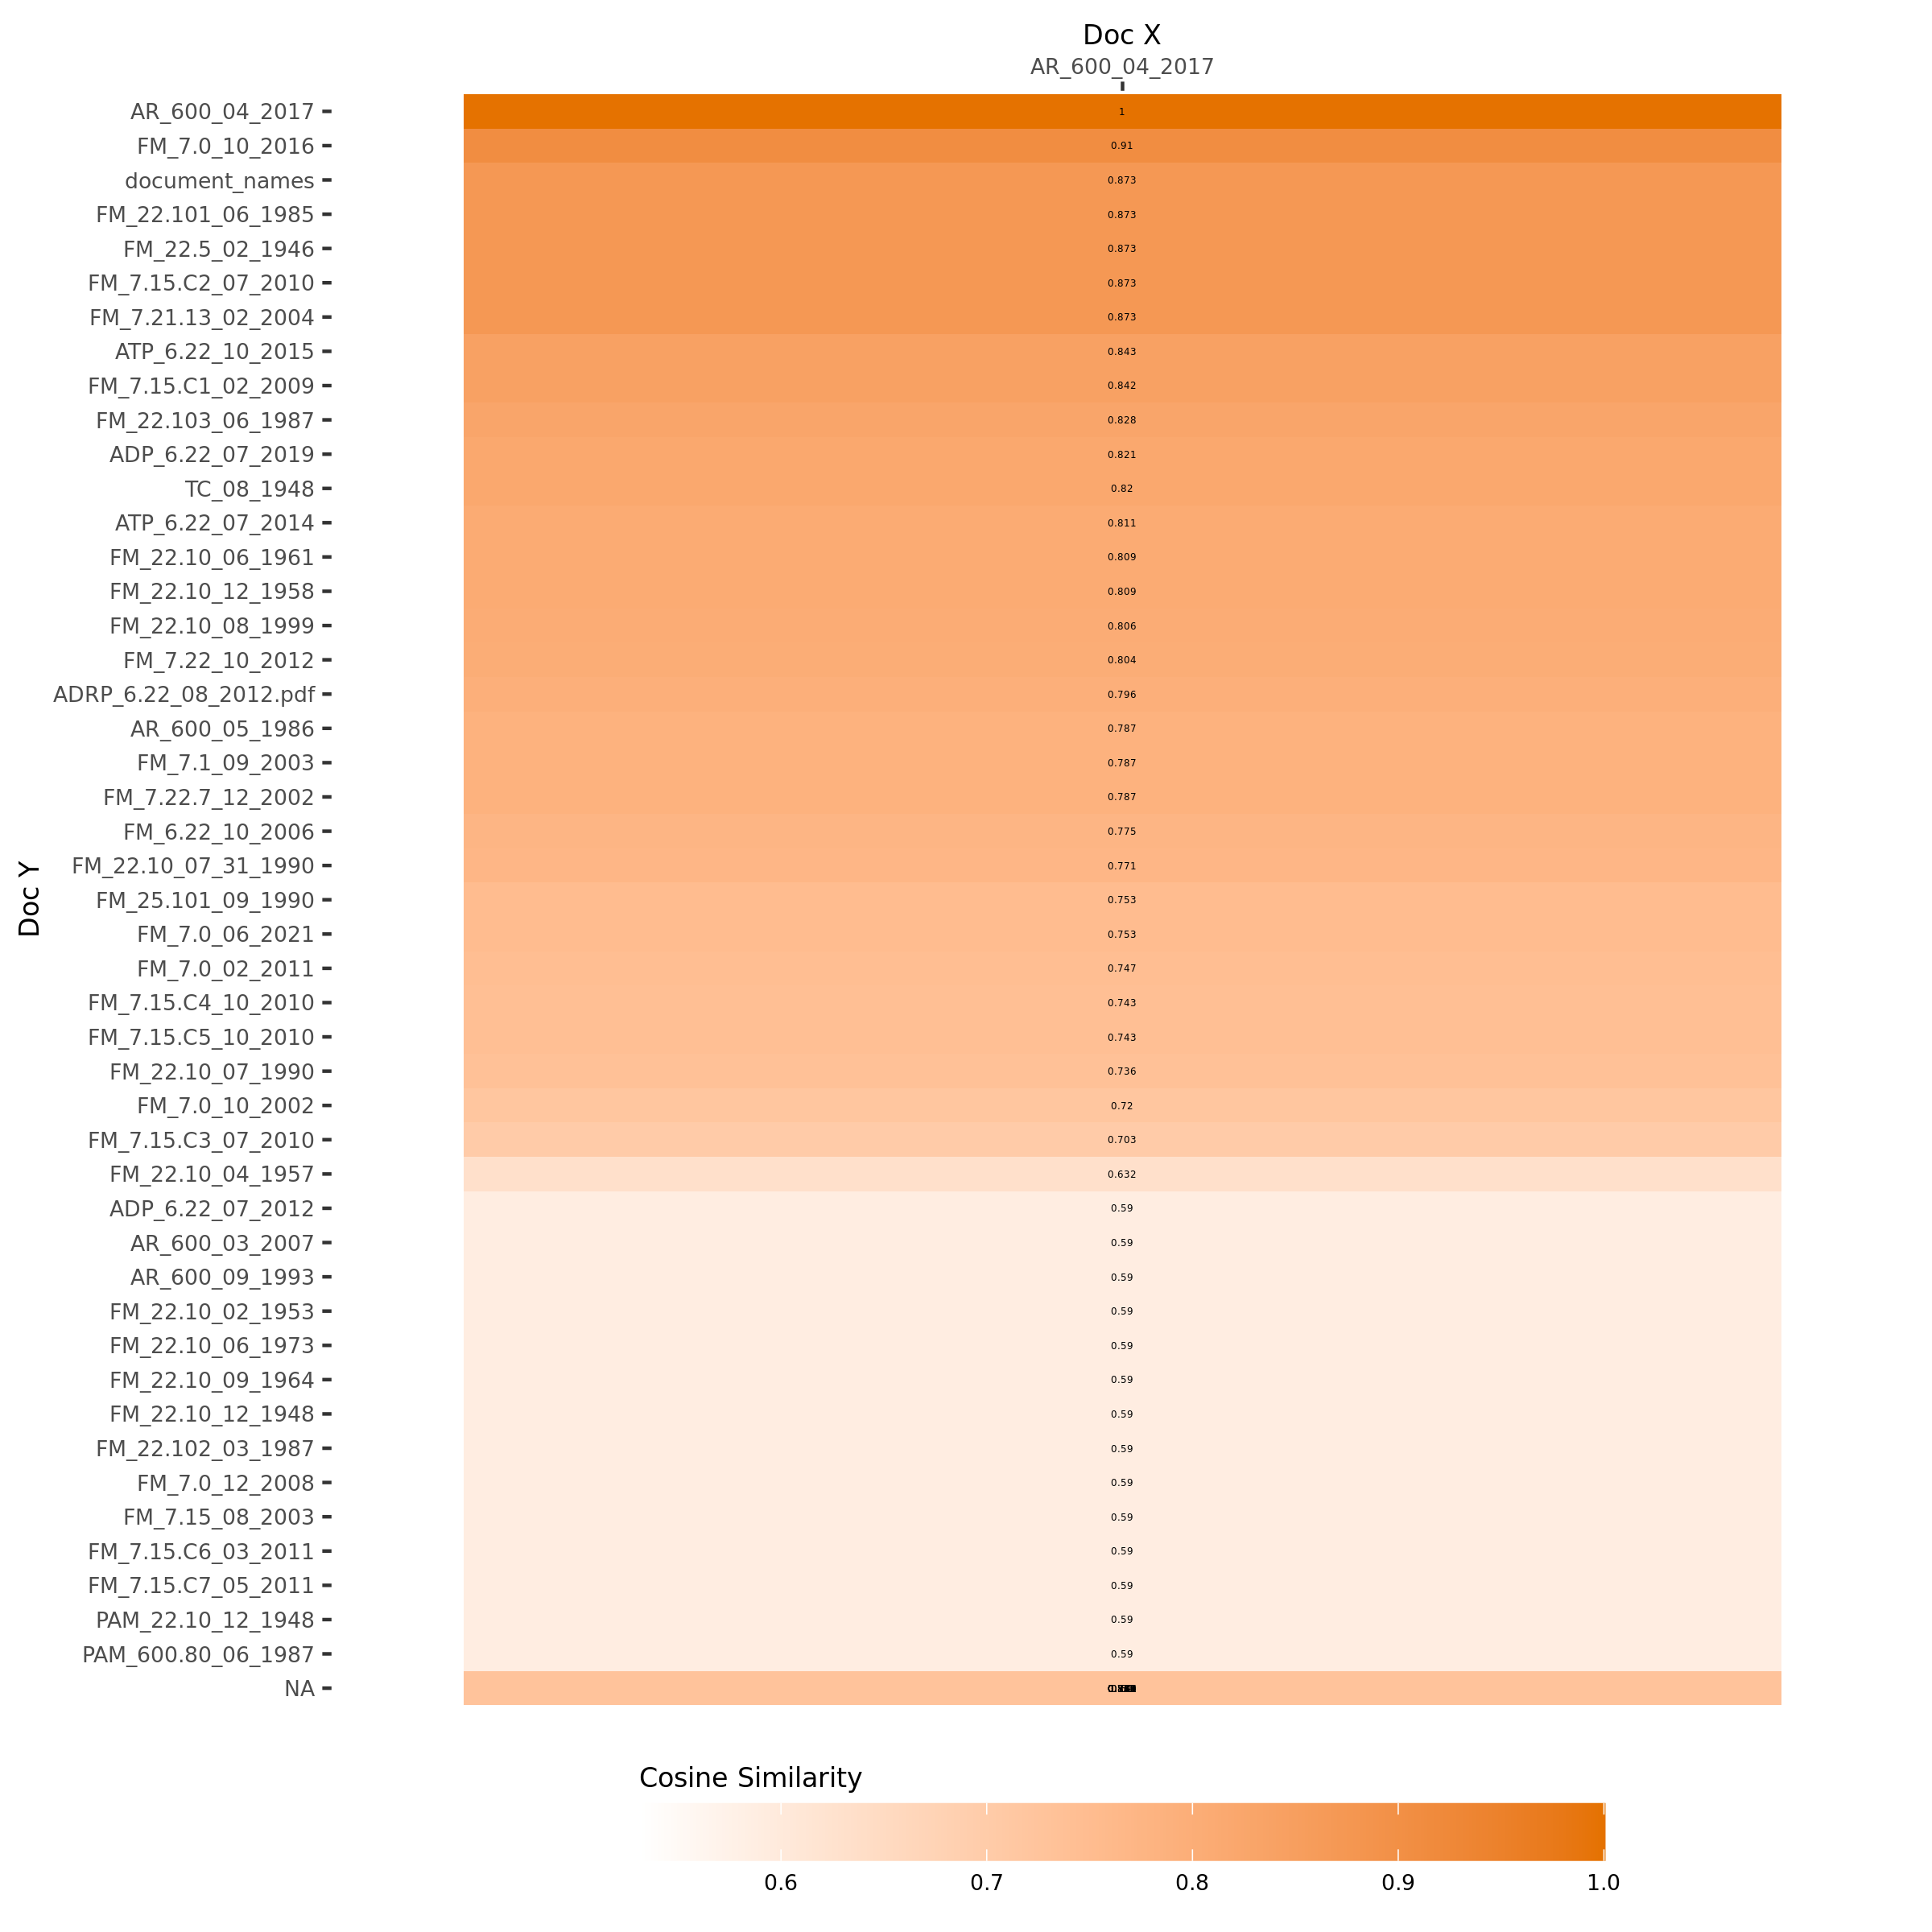 Doc X
AR_600_04_2017
AR_600_04_2017 1
FM_7.0_10_2016 0.91
document_names 0.873
FM_22.101_06_1985 0.873
FM_22.5_02_1946 0.873
FM_7.15.C2_07_2010 0.873
FM_7.21.13_02_2004 0.873
ATP_6.22_10_2015 0.843
FM_7.15.C1_02_2009 0.842
FM_22.103_06_1987 0.828
ADP_6.22_07_2019 0.821
TC_08_1948 0.82
ATP_6.22_07_2014 0.811
FM_22.10_06_1961 0.809
FM_22.10_12_1958 0.809
FM_22.10_08_1999 0.806
FM_7.22_10_2012 0.804
ADRP_6.22_08_2012.pdf 0.796
AR_600_05_1986 0.787
FM_7.1_09_2003 0.787
FM_7.22.7_12_2002 0.787
FM_6.22_10_2006 0.775
FM_22.10_07_31_1990 0.771
FM_25.101_09_1990 0.753
Doc Y
FM_7.0_06_2021 0.753
FM_7.0_02_2011 0.747
FM_7.15.C4_10_2010 0.743
FM_7.15.C5_10_2010 0.743
FM_22.10_07_1990 0.736
FM_7.0_10_2002 0.72
FM_7.15.C3_07_2010 0.703
FM_22.10_04_1957 0.632
ADP_6.22_07_2012 0.59
AR_600_03_2007 0.59
AR_600_09_1993 0.59
FM_22.10_02_1953 0.59
FM_22.10_06_1973 0.59
FM_22.10_09_1964 0.59
FM_22.10_12_1948 0.59
FM_22.102_03_1987 0.59
FM_7.0_12_2008 0.59
FM_7.15_08_2003 0.59
FM_7.15.C6_03_2011 0.59
FM_7.15.C7_05_2011 0.59
PAM_22.10_12_1948 0.59
PAM_600.80_06_1987 0.59
NA
Cosine Similarity
0.6 0.7 0.8 0.9 1.0